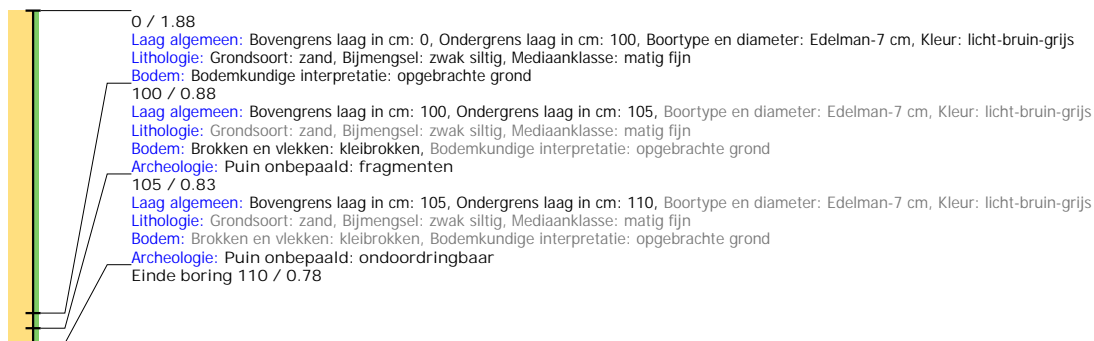 0 / 1.88
Laag algemeen: Bovengrens laag in cm: 0, Ondergrens laag in cm: 100, Boortype en diameter: Edelman-7 cm, Kleur: licht-bruin-grijs
Lithologie: Grondsoort: zand, Bijmengsel: zwak siltig, Mediaanklasse: matig fijn
Bodem: Bodemkundige interpretatie: opgebrachte grond
100 / 0.88
Laag algemeen: Bovengrens laag in cm: 100, Ondergrens laag in cm: 105, Boortype en diameter: Edelman-7 cm, Kleur: licht-bruin-grijs
Lithologie: Grondsoort: zand, Bijmengsel: zwak siltig, Mediaanklasse: matig fijn
Bodem: Brokken en vlekken: kleibrokken, Bodemkundige interpretatie: opgebrachte grond
Archeologie: Puin onbepaald: fragmenten
105 / 0.83
Laag algemeen: Bovengrens laag in cm: 105, Ondergrens laag in cm: 110, Boortype en diameter: Edelman-7 cm, Kleur: licht-bruin-grijs
Lithologie: Grondsoort: zand, Bijmengsel: zwak siltig, Mediaanklasse: matig fijn
Bodem: Brokken en vlekken: kleibrokken, Bodemkundige interpretatie: opgebrachte grond
Archeologie: Puin onbepaald: ondoordringbaar
Einde boring 110 / 0.78